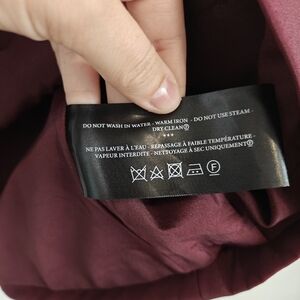 DO NOT WASH IN WATER - WARM IRON - DO NOT USE STEAM -
DRY CLEAN Ⓟ
***
NE PAS LAVER À L'EAU - REPASSAGE À FAIBLE TEMPÉRATURE -
VAPEUR INTERDITE - NETTOYAGE À SEC UNIQUEMENT Ⓟ
Ⓕ